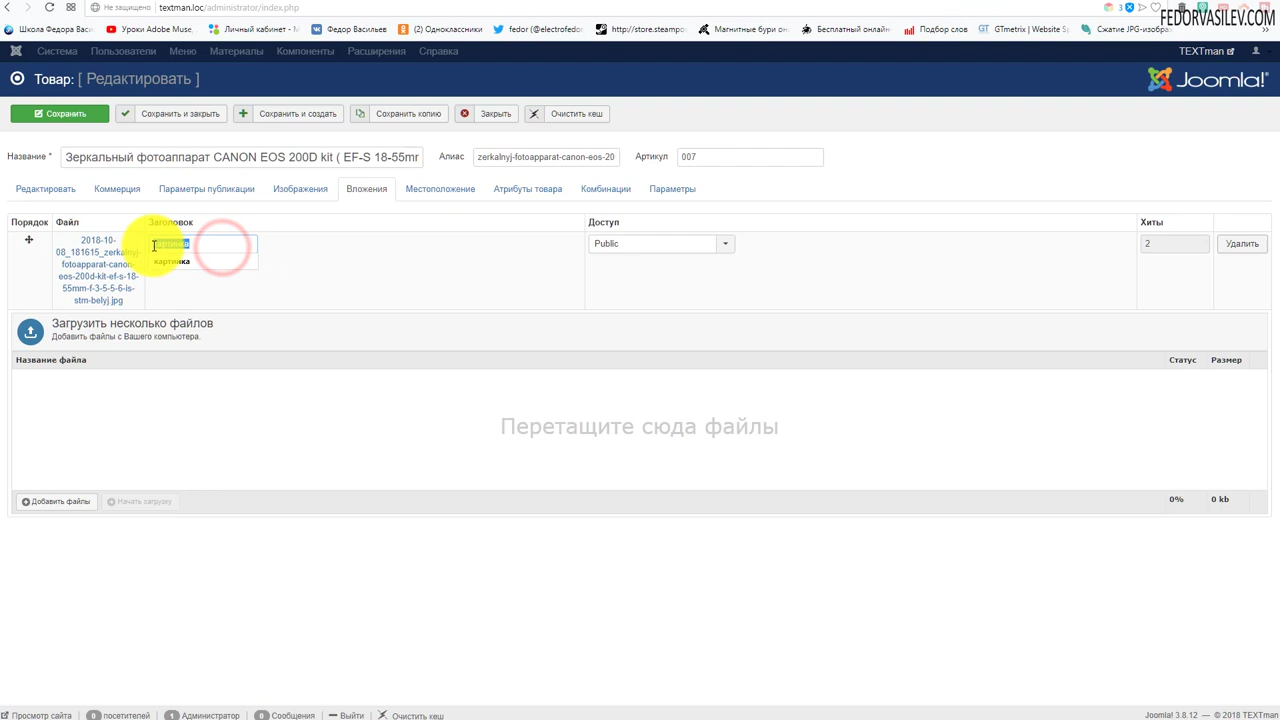 Не защищено textman.loc/administrator/index.php
3
FEDORVASILEV.COM
Школа Федора Васи.
Уроки Adobe Muse,
Личный кабинет - М
Федор Васильев
(2) Одноклассники
fedor (@electrofedo
http://store.steampo
Магнитные бури он
Бесплатный онлайн
Подбор слов
GTmetrix | Website Sp
Сжатие JPG-изобра
Система Пользователи Меню Материалы Компоненты Расширения Справка
TEXTman
Товар: [ Редактировать ]
Joomla!®
Сохранить
Сохранить и закрыть
Сохранить и создать
Сохранить копию
Закрыть
Очистить кеш
Название * Зеркальный фотоаппарат CANON EOS 200D kit ( EF-S 18-55mr
Алиас zerkalnyj-fotoapparat-canon-eos-20
Артикул 007
Редактировать Коммерция Параметры публикации Изображения Вложения Местоположение Атрибуты товара Комбинации Параметры
Порядок Файл Заголовок Доступ Хиты
2018-10-
08_181615_zerkalnyj-
fotoapparat-canon-
eos-200d-kit-ef-s-18-
55mm-f-3-5-5-6-is-
stm-belyj.jpg
картинка
картинка
Public
2
Удалить
Загрузить несколько файлов
Добавить файлы с Вашего компьютера.
Название файла Статус Размер
Перетащите сюда файлы
Добавить файлы Начать загрузку 0% 0 kb
Просмотр сайта 0 посетителей 1 Администратор 0 Сообщения Выйти Очистить кеш
Joomla! 3.8.12 — © 2018 TEXTman